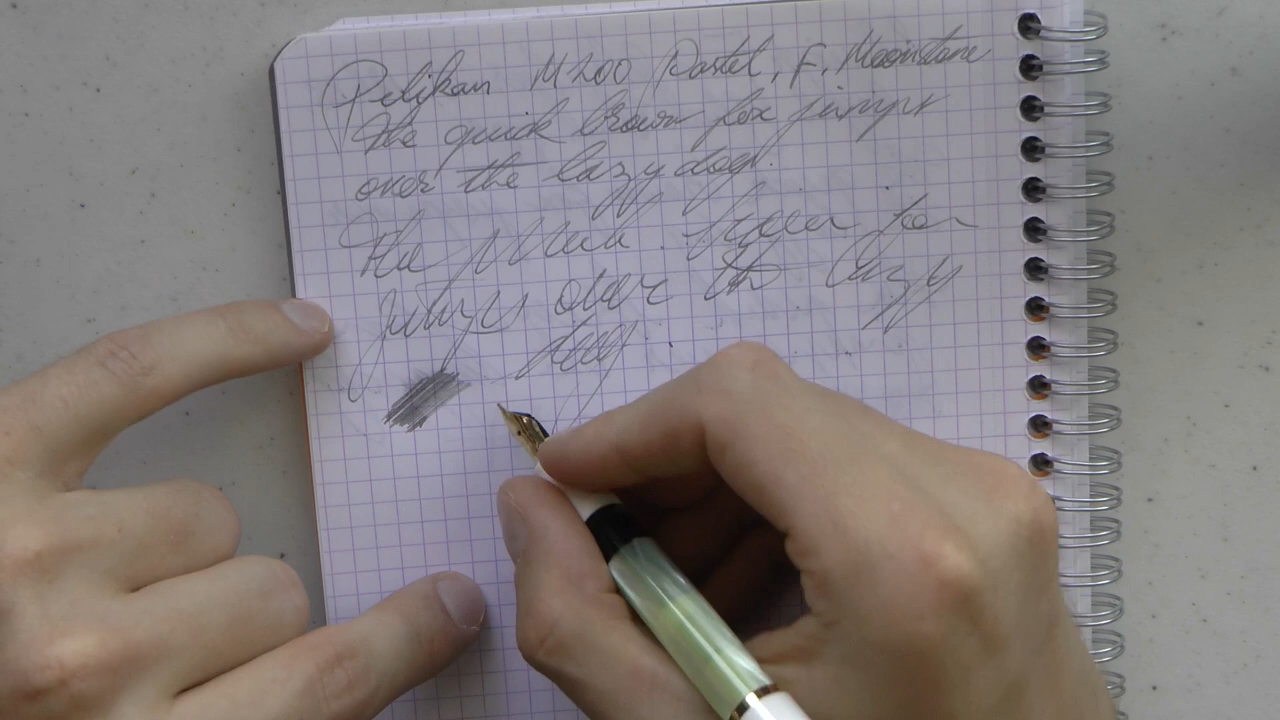 Pelikan M200 Pastel, F, Moonstone
The quick brown fox jumps
over the lazy dog.
The quick brown fox
jumps over the lazy
dog